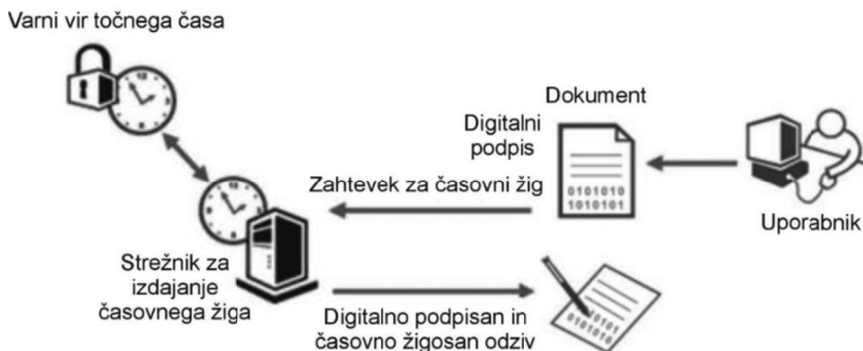 Varni vir točnega časa
Dokument
Digitalni
podpis
0101010
1010101
Zahtevek za časovni žig
Uporabnik
Strežnik za
izdajanje
časovnega žiga
Digitalno podpisan in
časovno žigosan odziv